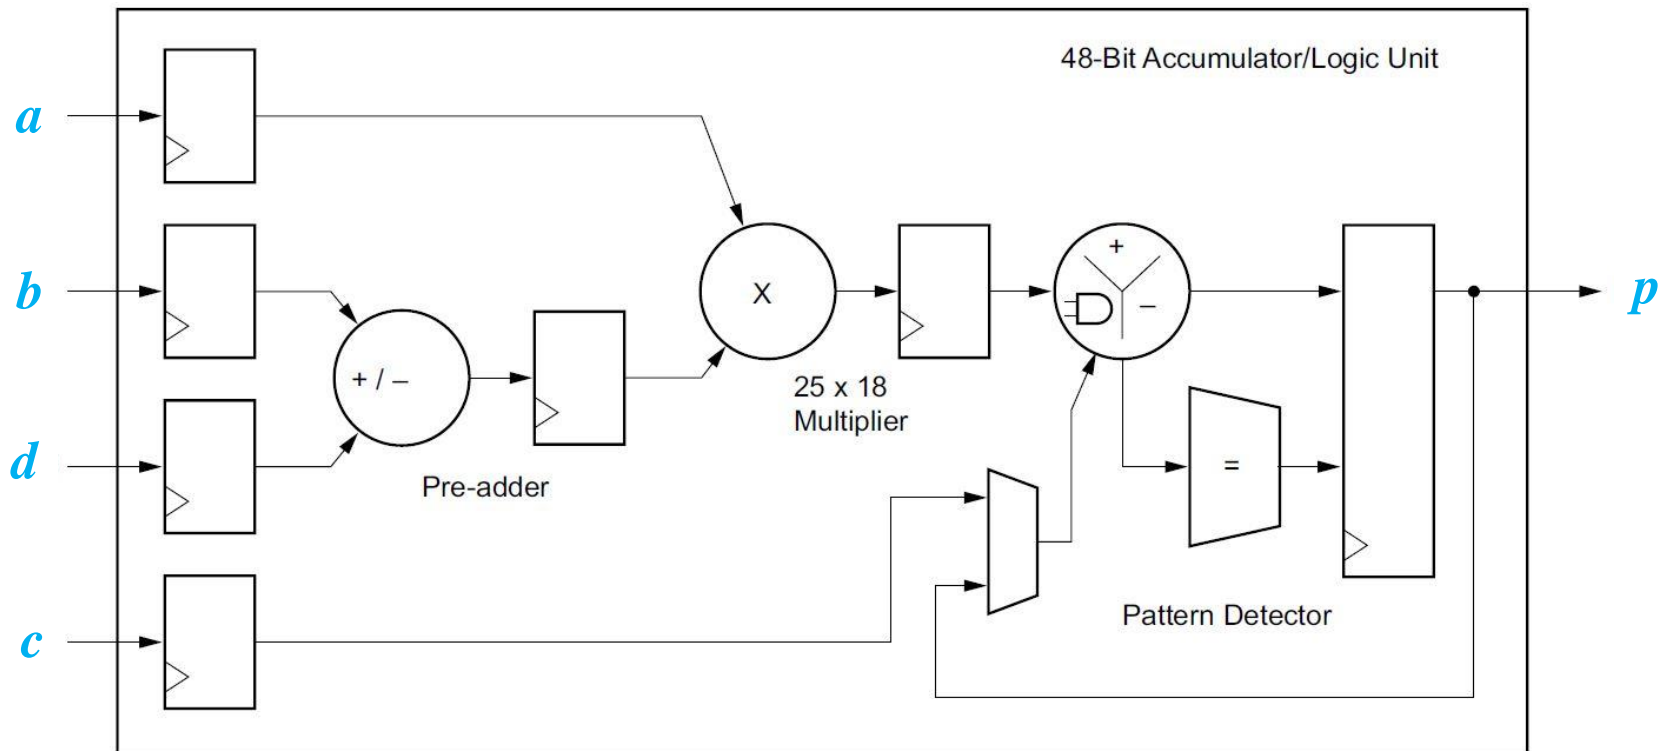 48-Bit Accumulator/Logic Unit
a
b
d
c
+ / –
Pre-adder
X
25 x 18
Multiplier
+
–
=
Pattern Detector
p